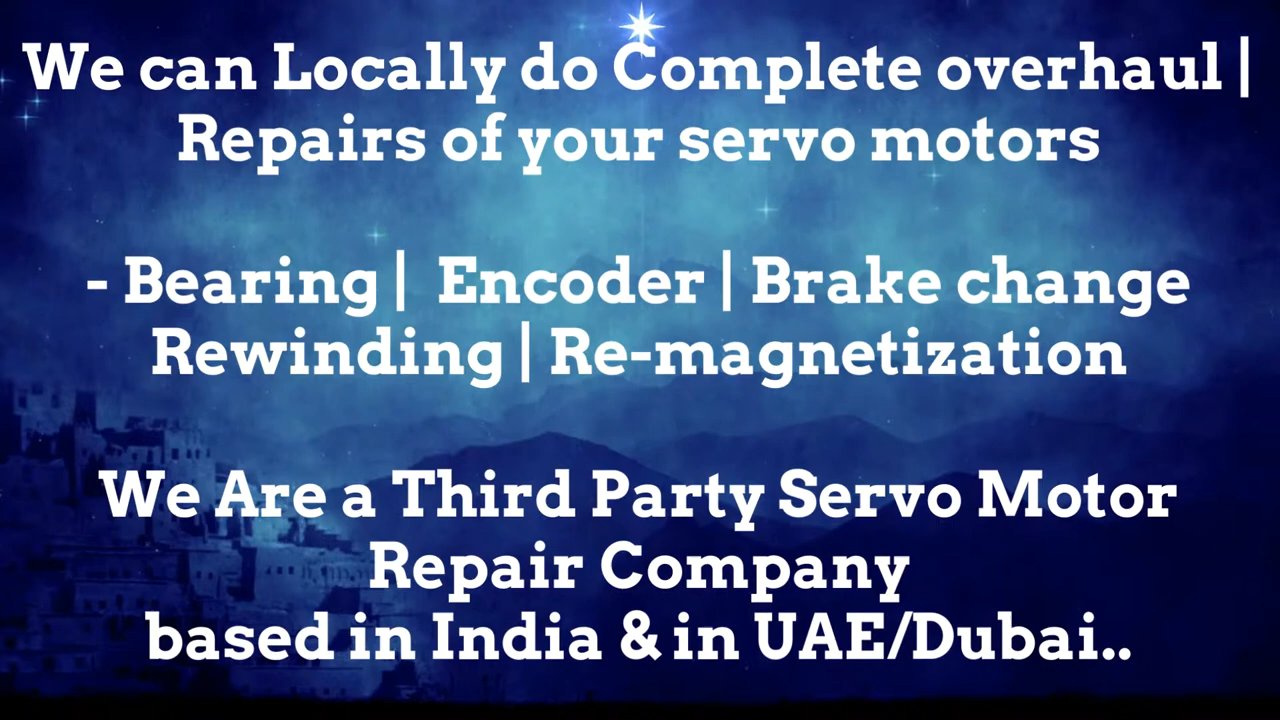 We can Locally do Complete overhaul |
Repairs of your servo motors
- Bearing | Encoder | Brake change
Rewinding | Re-magnetization
We Are a Third Party Servo Motor
Repair Company
based in India & in UAE/Dubai..